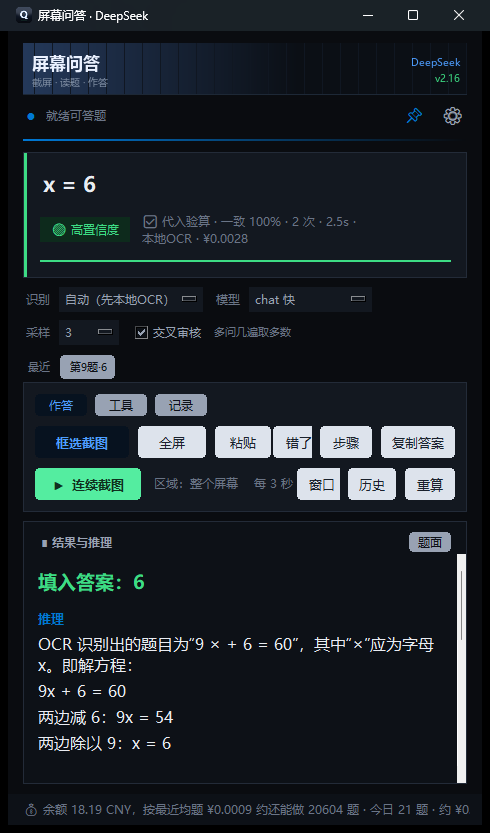 屏幕问答 · DeepSeek
屏幕问答
截屏 · 读题 · 作答
DeepSeek
v2.16
就绪可答题
x = 6
高置信度
代入验算 · 一致 100% · 2 次 · 2.5s ·
本地OCR · ¥0.0028
识别 自动（先本地OCR） 模型 chat 快
采样 3 交叉审核 多问几遍取多数
最近 第9题·6
作答 工具 记录
框选截图 全屏 粘贴 错了 步骤 复制答案
连续截图 区域：整个屏幕 每 3 秒 窗口 历史 重算
结果与推理 题面
填入答案：6
推理
OCR 识别出的题目为“9 × + 6 = 60”，其中“×”应为字母
x。即解方程：
9x + 6 = 60
两边减 6：9x = 54
两边除以 9：x = 6
余额 18.19 CNY，按最近均题 ¥0.0009 约还能做 20604 题 · 今日 21 题 · 约 ¥0